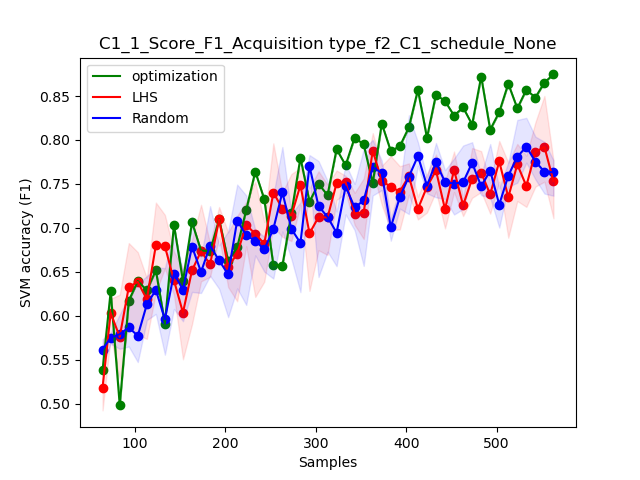 C1_1_Score_F1_Acquisition type_f2_C1_schedule_None
optimization
LHS
Random
SVM accuracy (F1)
0.85
0.80
0.75
0.70
0.65
0.60
0.55
0.50
100 200 300 400 500
Samples